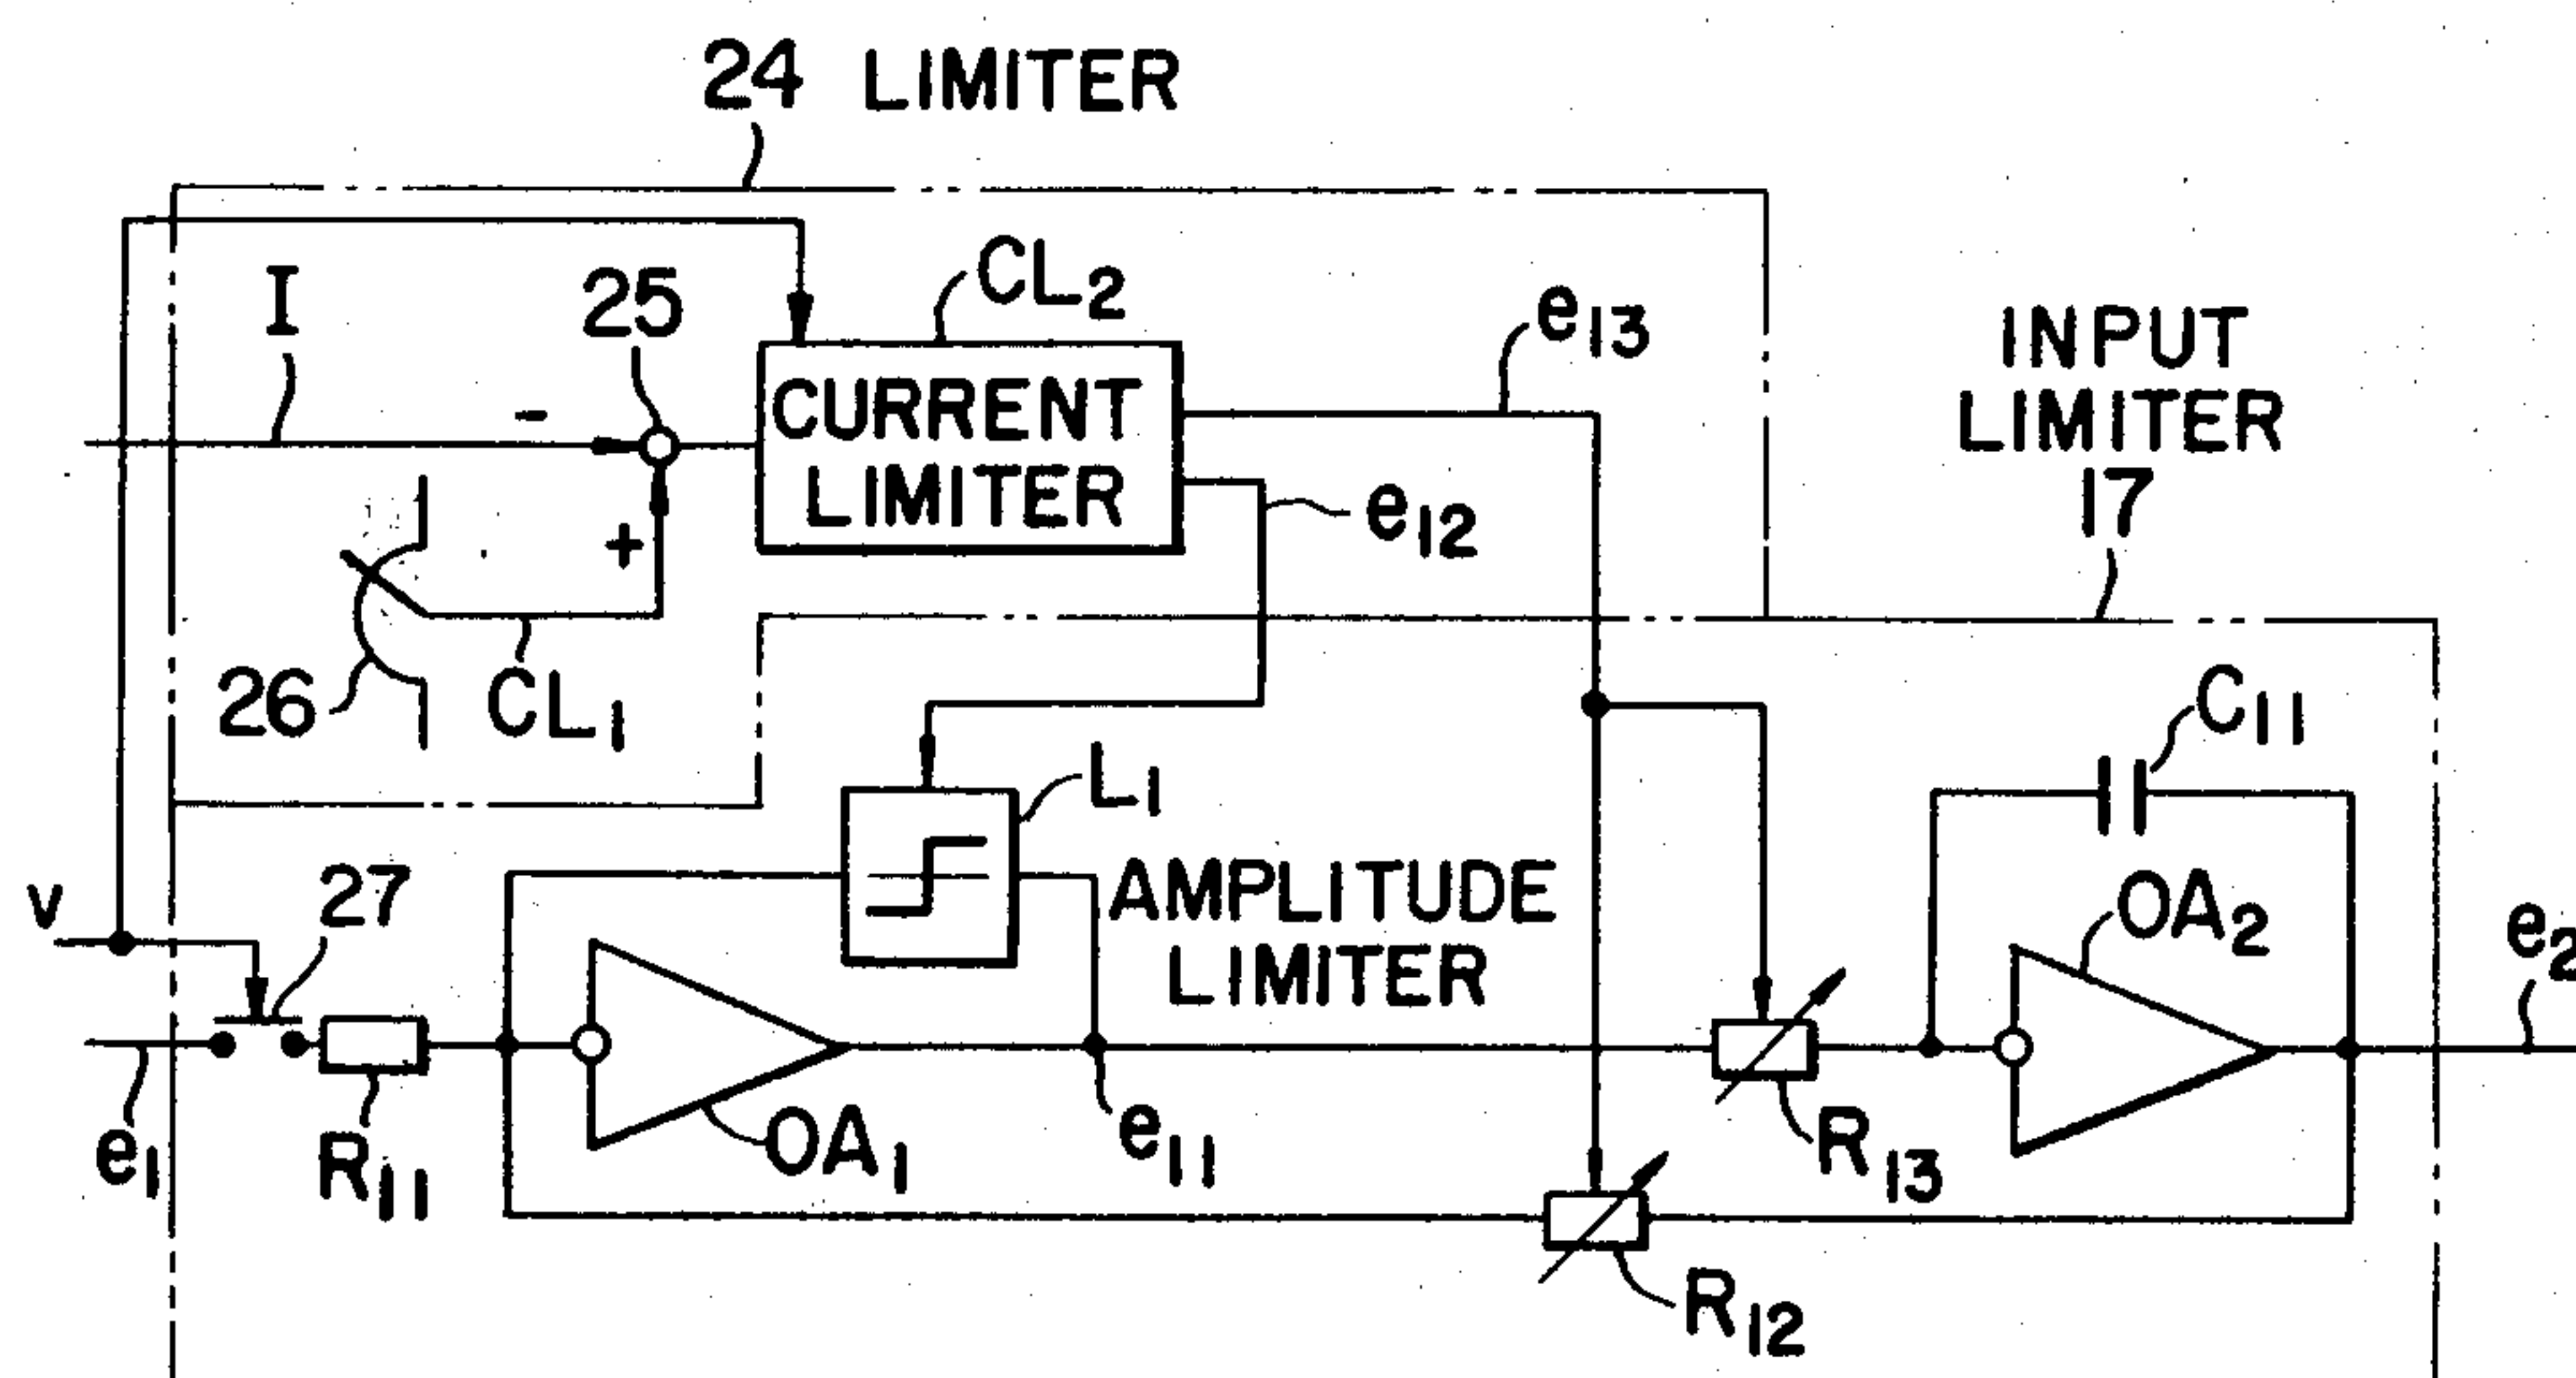 24 LIMITER
I
25
CL2
e13
INPUT
LIMITER
17
-
CURRENT
LIMITER
+
e12
26
CL1
C11
L1
v
27
AMPLITUDE
LIMITER
OA2
e2
e1
R11
OA1
e11
R13
R12